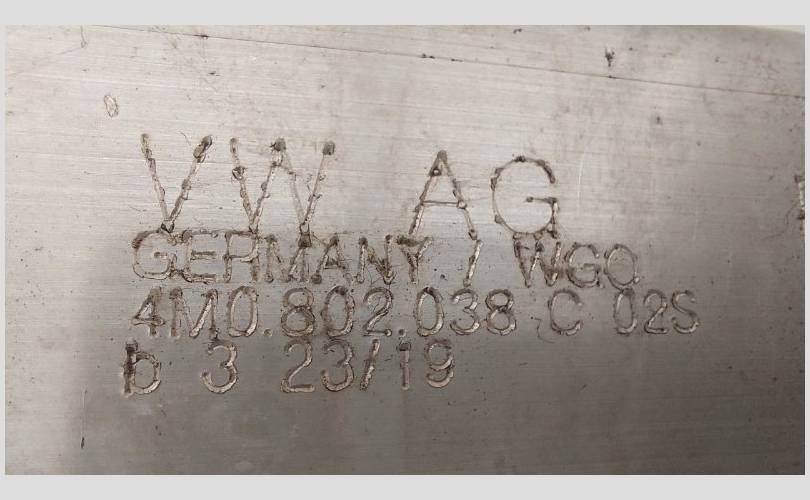 VW AG
GERMANY / WGO
4M0.802.038 C 02S
b 3 23/19